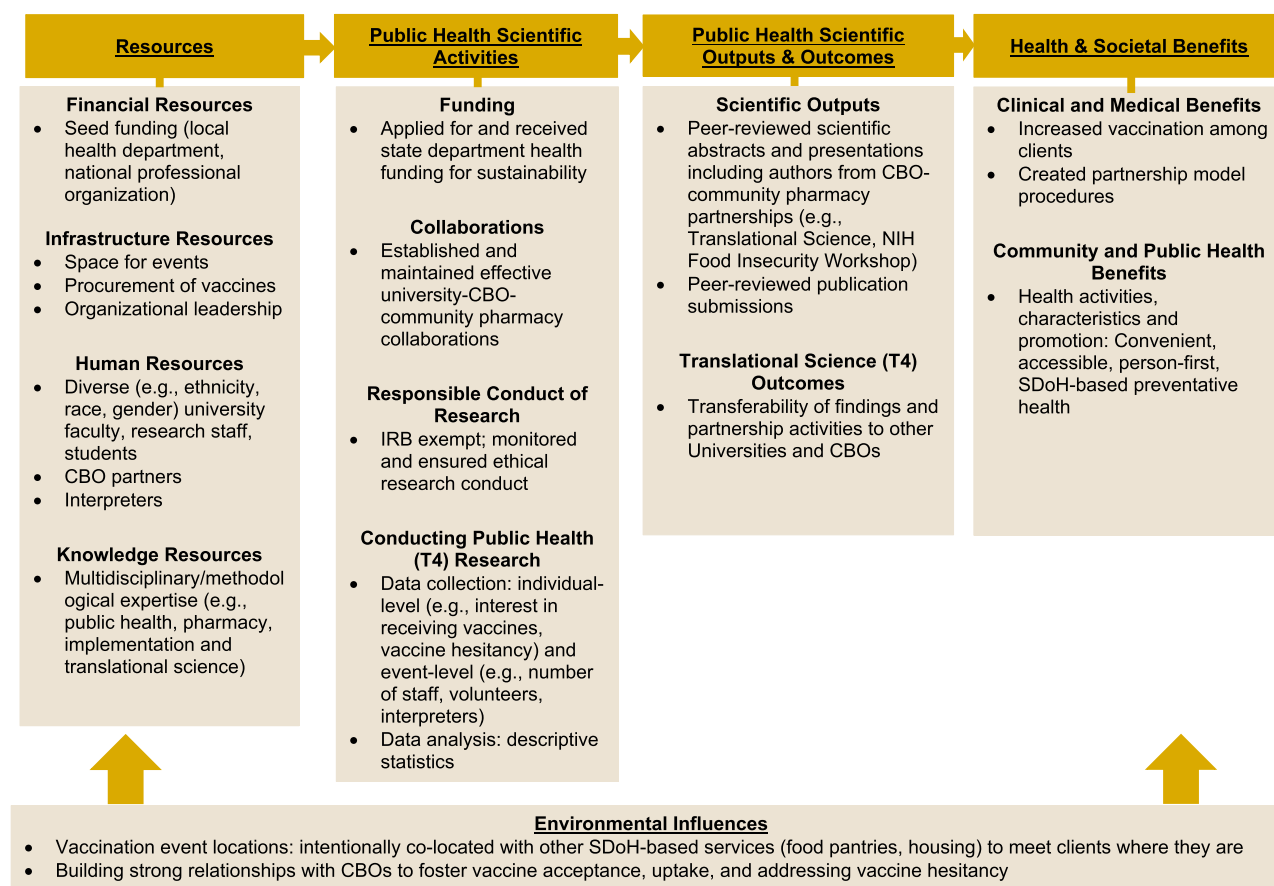 Resources
Financial Resources
• Seed funding (local
health department,
national professional
organization)
Infrastructure Resources
• Space for events
• Procurement of vaccines
• Organizational leadership
Human Resources
• Diverse (e.g., ethnicity,
race, gender) university
faculty, research staff,
students
• CBO partners
• Interpreters
Knowledge Resources
• Multidisciplinary/methodol
ogical expertise (e.g.,
public health, pharmacy,
implementation and
translational science)
Public Health Scientific
Activities
Funding
• Applied for and received
state department health
funding for sustainability
Collaborations
• Established and
maintained effective
university-CBO-
community pharmacy
collaborations
Responsible Conduct of
Research
• IRB exempt; monitored
and ensured ethical
research conduct
Conducting Public Health
(T4) Research
• Data collection: individual-
level (e.g., interest in
receiving vaccines,
vaccine hesitancy) and
event-level (e.g., number
of staff, volunteers,
interpreters)
• Data analysis: descriptive
statistics
Public Health Scientific
Outputs & Outcomes
Scientific Outputs
• Peer-reviewed scientific
abstracts and presentations
including authors from CBO-
community pharmacy
partnerships (e.g.,
Translational Science, NIH
Food Insecurity Workshop)
• Peer-reviewed publication
submissions
Translational Science (T4)
Outcomes
• Transferability of findings and
partnership activities to other
Universities and CBOs
Health & Societal Benefits
Clinical and Medical Benefits
• Increased vaccination among
clients
• Created partnership model
procedures
Community and Public Health
Benefits
• Health activities,
characteristics and
promotion: Convenient,
accessible, person-first,
SDoH-based preventative
health
Environmental Influences
• Vaccination event locations: intentionally co-located with other SDoH-based services (food pantries, housing) to meet clients where they are
• Building strong relationships with CBOs to foster vaccine acceptance, uptake, and addressing vaccine hesitancy